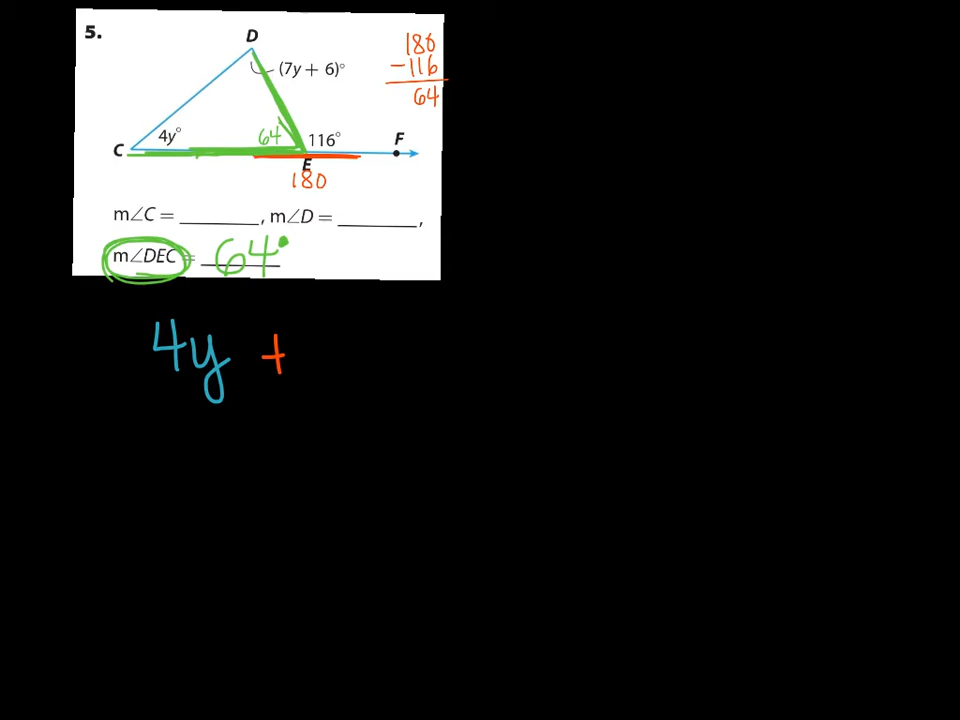 5.
D
(7y + 6)°
180
−116
64
4y°
64
116°
F
C
E
180
m∠C = ________, m∠D = ________,
m∠DEC = 64°
4y +